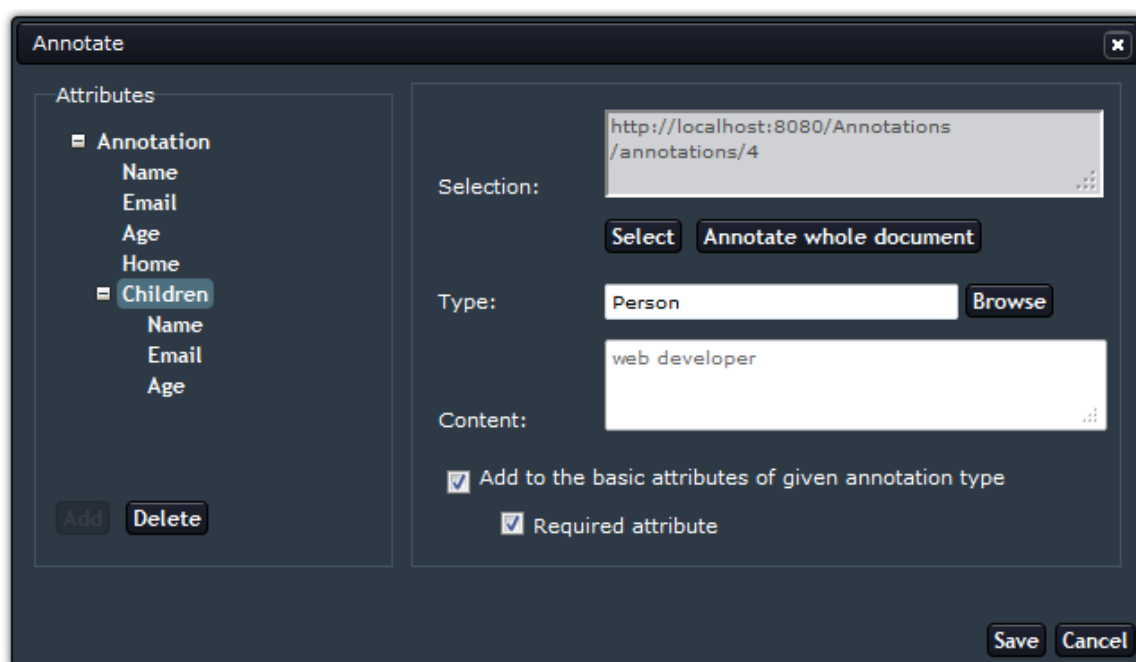 Annotate
Attributes
Annotation
Name
Email
Age
Home
Children
Name
Email
Age
Add
Delete
Selection:
http://localhost:8080/Annotations
/annotations/4
Select
Annotate whole document
Type:
Person
Browse
Content:
web developer
Add to the basic attributes of given annotation type
Required attribute
Save
Cancel